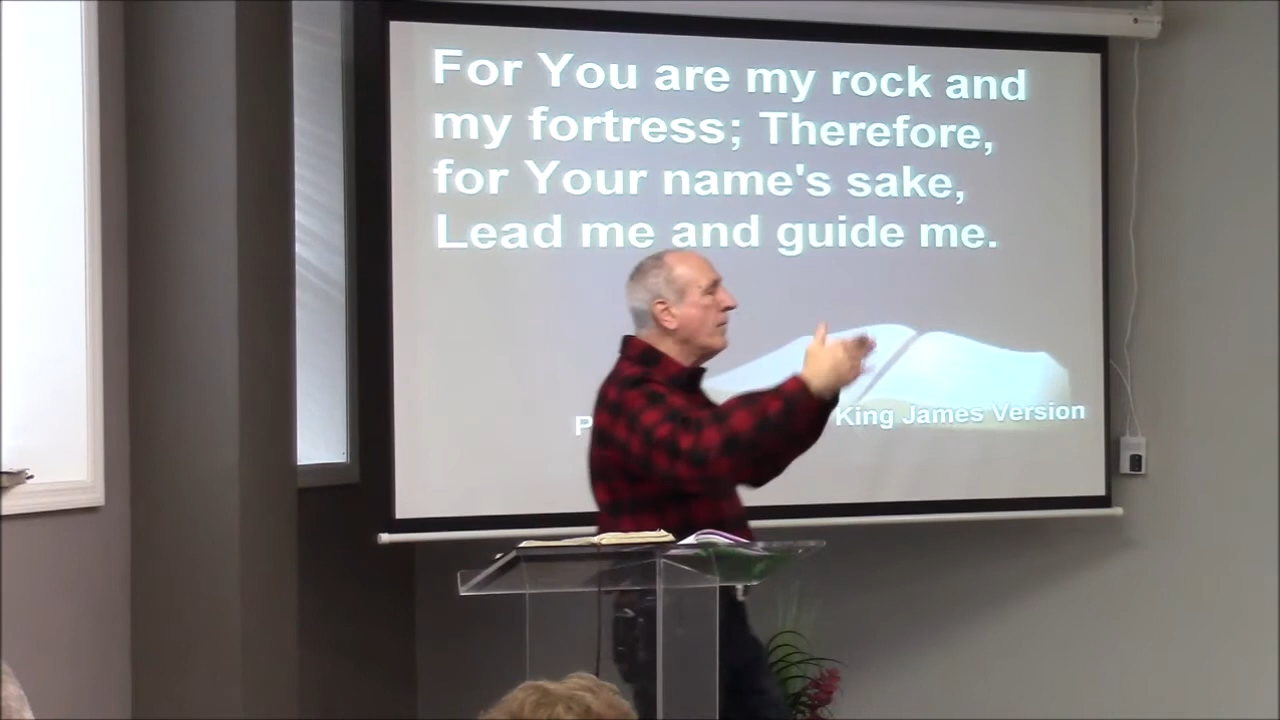 For You are my rock and
my fortress; Therefore,
for Your name's sake,
Lead me and guide me.
King James Version